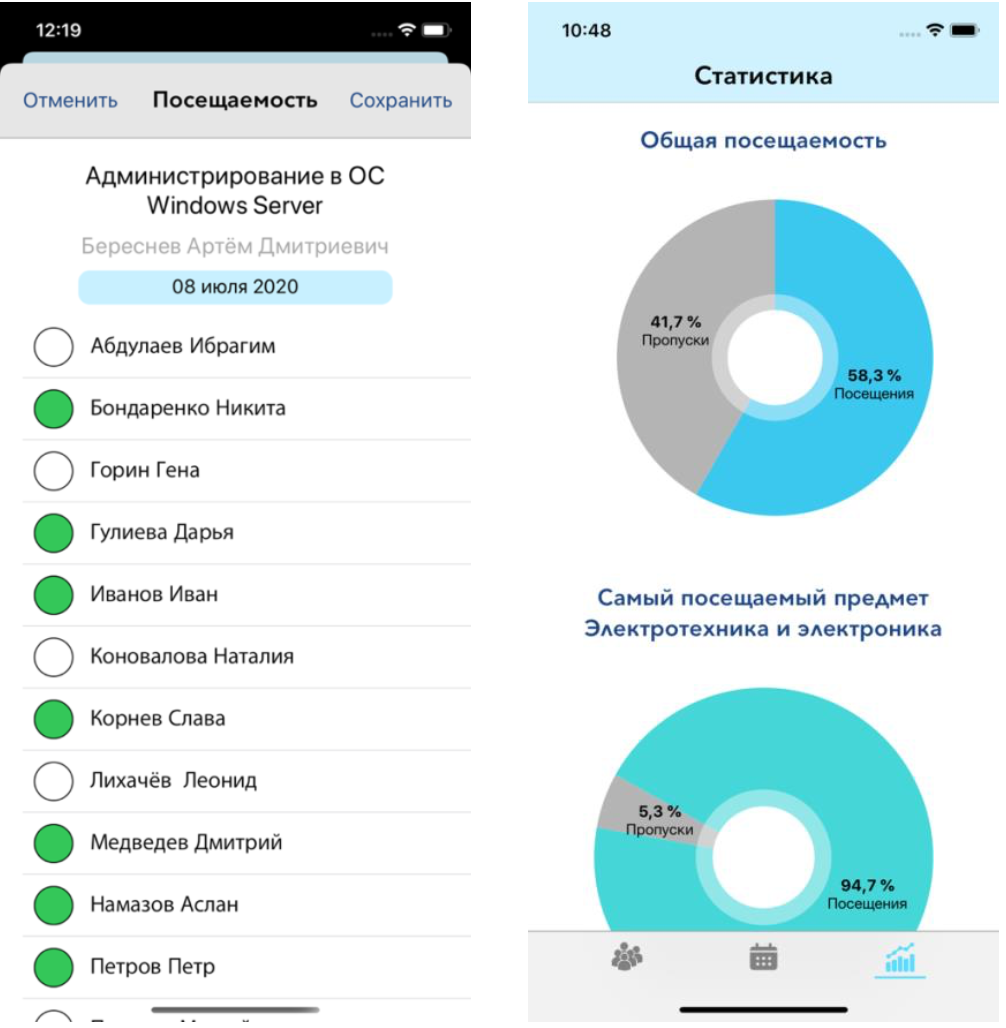 12:19
Отменить Посещаемость Сохранить
Администрирование в ОС
Windows Server
Береснев Артём Дмитриевич
08 июля 2020
Абдулаев Ибрагим
Бондаренко Никита
Горин Гена
Гулиева Дарья
Иванов Иван
Коновалова Наталия
Корнев Слава
Лихачёв  Леонид
Медведев Дмитрий
Намазов Аслан
Петров Петр
10:48
Статистика
Общая посещаемость
41,7 %
Пропуски
58,3 %
Посещения
Самый посещаемый предмет
Электротехника и электроника
5,3 %
Пропуски
94,7 %
Посещения